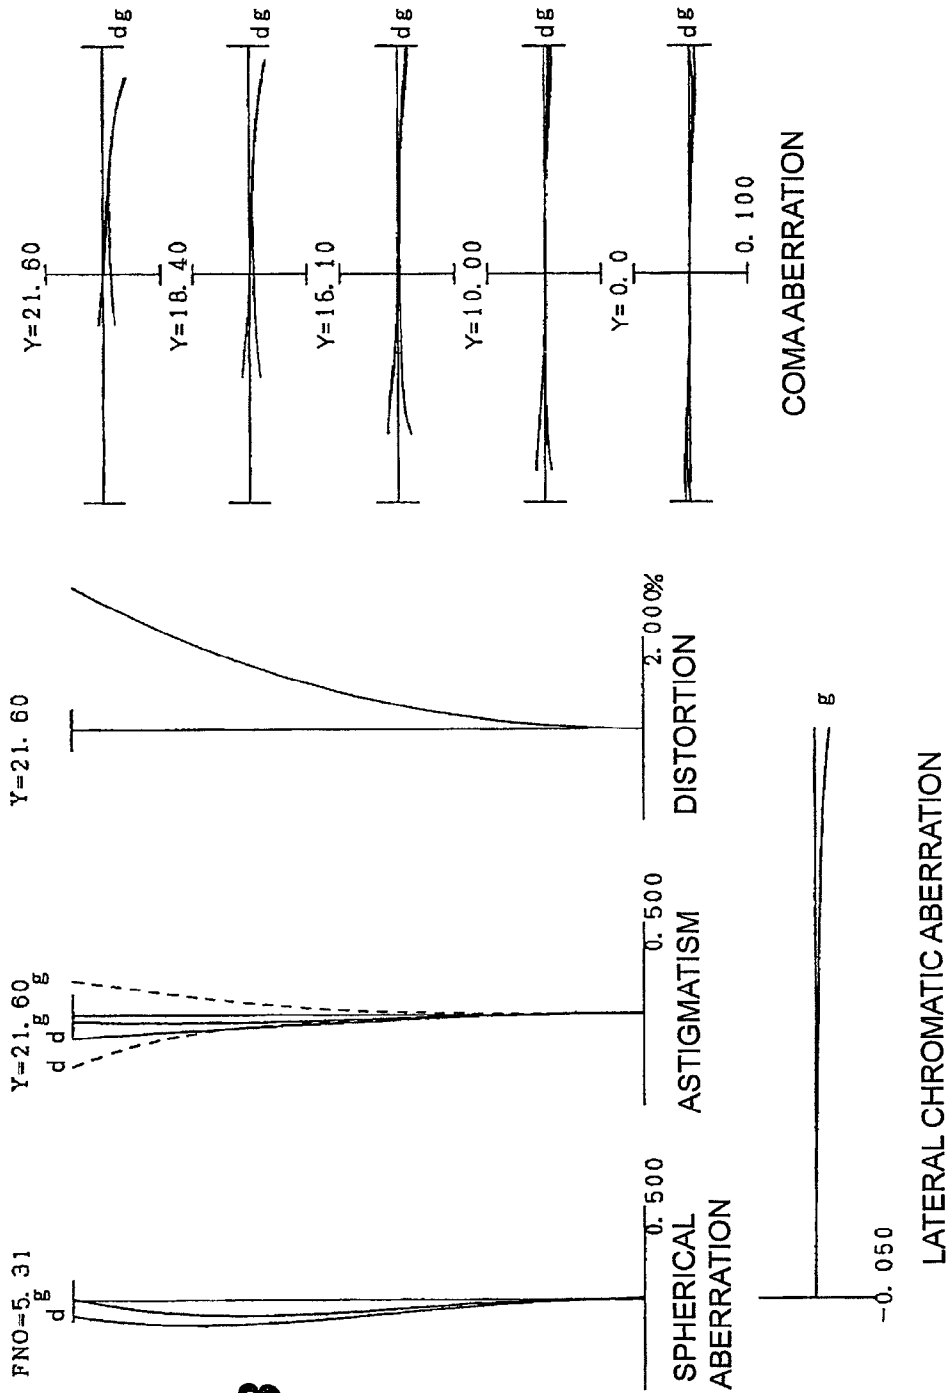 FNO=5. 31
d
g
0. 500
SPHERICAL
ABERRATION
Y=21. 60
d
d
g
g
0. 500
ASTIGMATISM
Y=21. 60
2. 000%
DISTORTION
Y=21. 60
dg
Y=18. 40
dg
Y=16. 10
dg
Y=10. 00
dg
Y=0. 0
dg
0. 100
COMA ABERRATION
g
-0. 050
LATERAL CHROMATIC ABERRATION